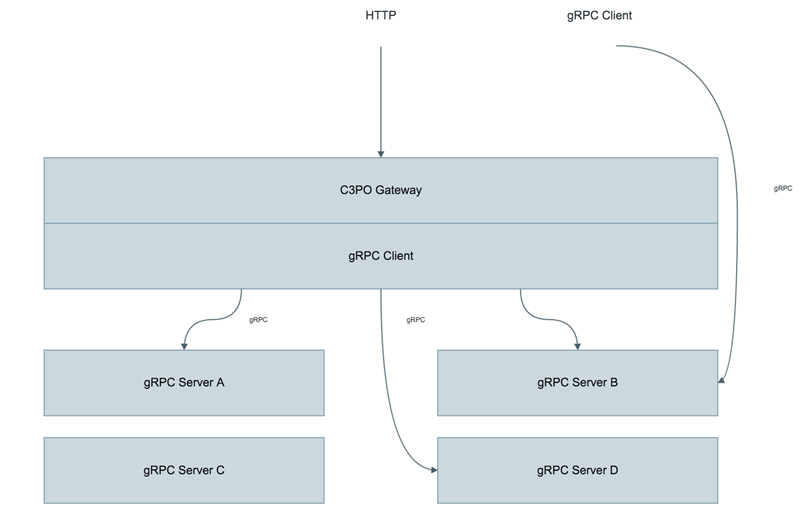 HTTP
gRPC Client
C3PO Gateway
gRPC
gRPC Client
gRPC
gRPC
gRPC Server A
gRPC Server B
gRPC Server C
gRPC Server D